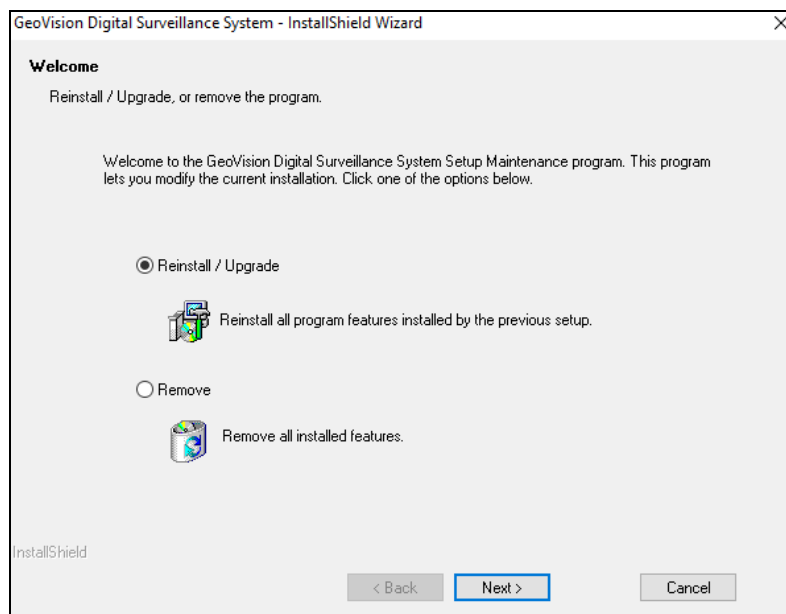 GeoVision Digital Surveillance System - InstallShield Wizard
Welcome
Reinstall / Upgrade, or remove the program.
Welcome to the GeoVision Digital Surveillance System Setup Maintenance program. This program
lets you modify the current installation. Click one of the options below.
Reinstall / Upgrade
Reinstall all program features installed by the previous setup.
Remove
Remove all installed features.
InstallShield
< Back
Next >
Cancel